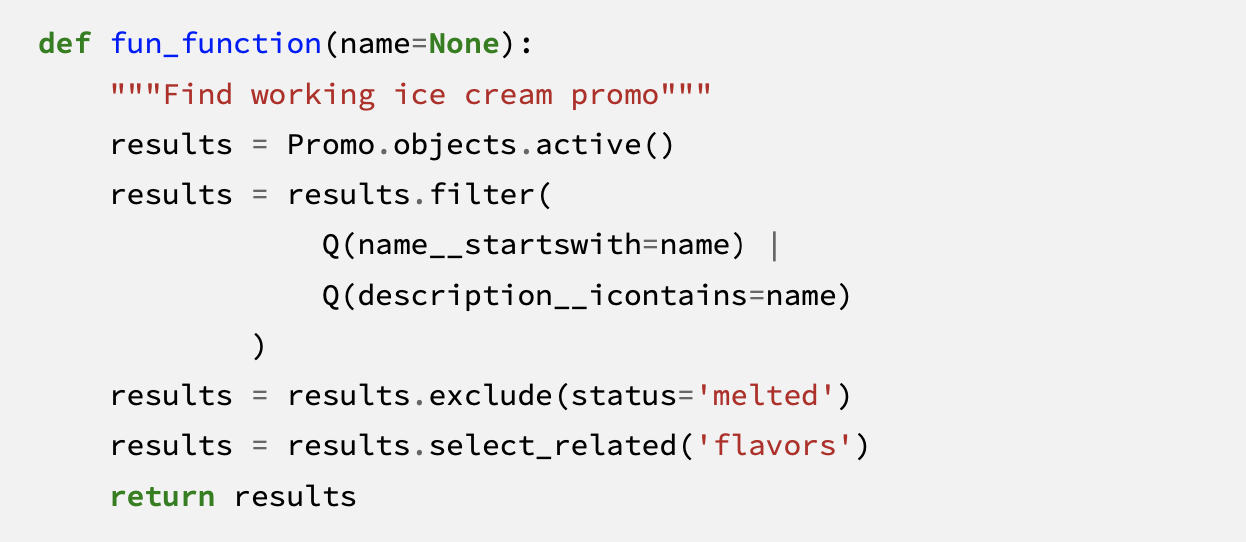 def fun_function(name=None):
    """Find working ice cream promo"""
    results = Promo.objects.active()
    results = results.filter(
                Q(name__startswith=name) |
                Q(description__icontains=name)
            )
    results = results.exclude(status='melted')
    results = results.select_related('flavors')
    return results